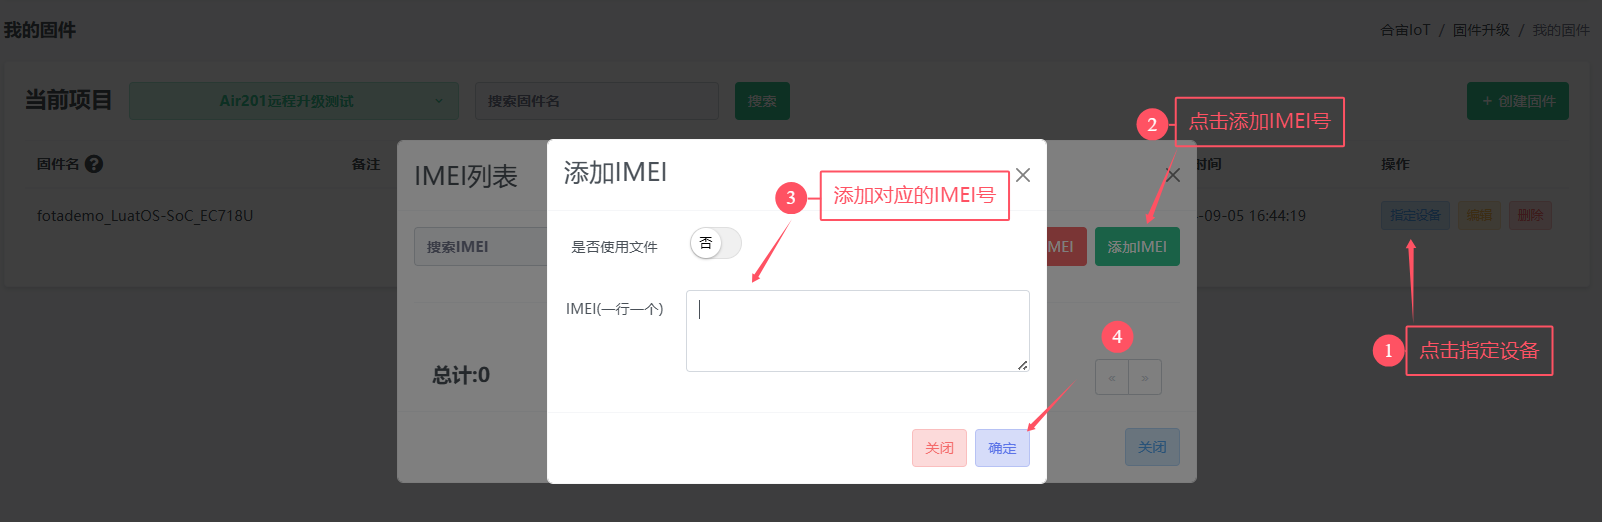 我的固件
合宙IoT / 固件升级 / 我的固件
当前项目
Air201远程升级测试
搜索固件名
搜索
+ 创建固件
2 点击添加IMEI号
固件名 ?
备注
时间
操作
IMEI列表
添加IMEI
3 添加对应的IMEI号
fotademo_LuatOS-SoC_EC718U
-09-05 16:44:19
指定设备
编辑
删除
搜索IMEI
是否使用文件
否
MEI
添加IMEI
IMEI(一行一个)
4
1 点击指定设备
总计:0
«
»
关闭
确定
关闭